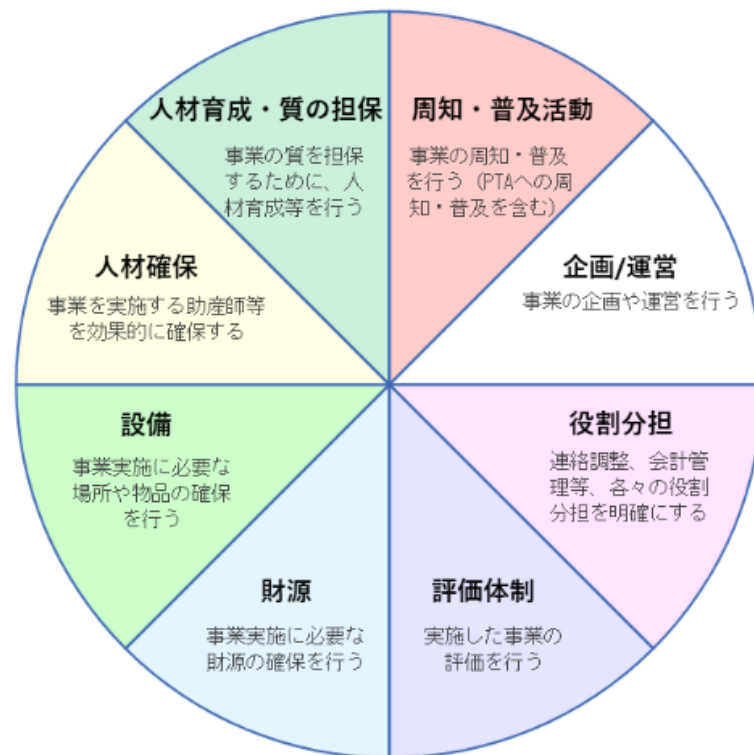 人材育成・質の担保
事業の質を担保
するために、人
材育成等を行う
周知・普及活動
事業の周知・普及
を行う（PTAへの周
知・普及を含む）
企画/運営
事業の企画や運営を行う
役割分担
連絡調整、会計管
理等、各々の役割
分担を明確にする
評価体制
実施した事業の
評価を行う
財源
事業実施に必要な
財源の確保を行う
設備
事業実施に必要な
場所や物品の確保
を行う
人材確保
事業を実施する助産師等
を効果的に確保する